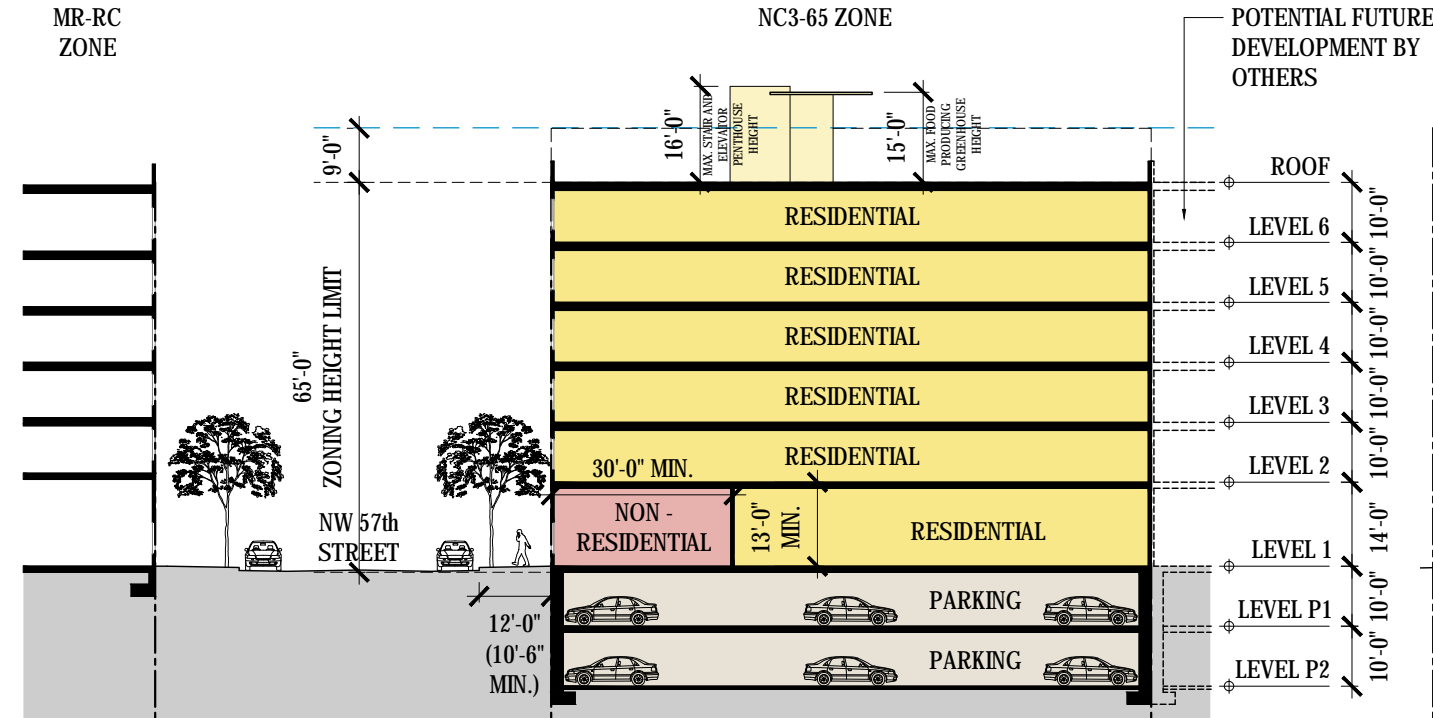 MR-RC
ZONE
NC3-65 ZONE
POTENTIAL FUTURE
DEVELOPMENT BY
OTHERS
9'-0"
16'-0"
MAX. STAIR AND
ELEVATOR
PENTHOUSE
HEIGHT
15'-0"
MAX. FOOD
PRODUCING
GREENHOUSE
HEIGHT
65'-0"
ZONING HEIGHT LIMIT
RESIDENTIAL
RESIDENTIAL
RESIDENTIAL
RESIDENTIAL
RESIDENTIAL
30'-0" MIN.
NON -
RESIDENTIAL
13'-0"
MIN.
RESIDENTIAL
NW 57th
STREET
12'-0"
(10'-6"
MIN.)
PARKING
PARKING
ROOF
10'-0"
LEVEL 6
10'-0"
LEVEL 5
10'-0"
LEVEL 4
10'-0"
LEVEL 3
10'-0"
LEVEL 2
14'-0"
LEVEL 1
10'-0"
LEVEL P1
10'-0"
LEVEL P2